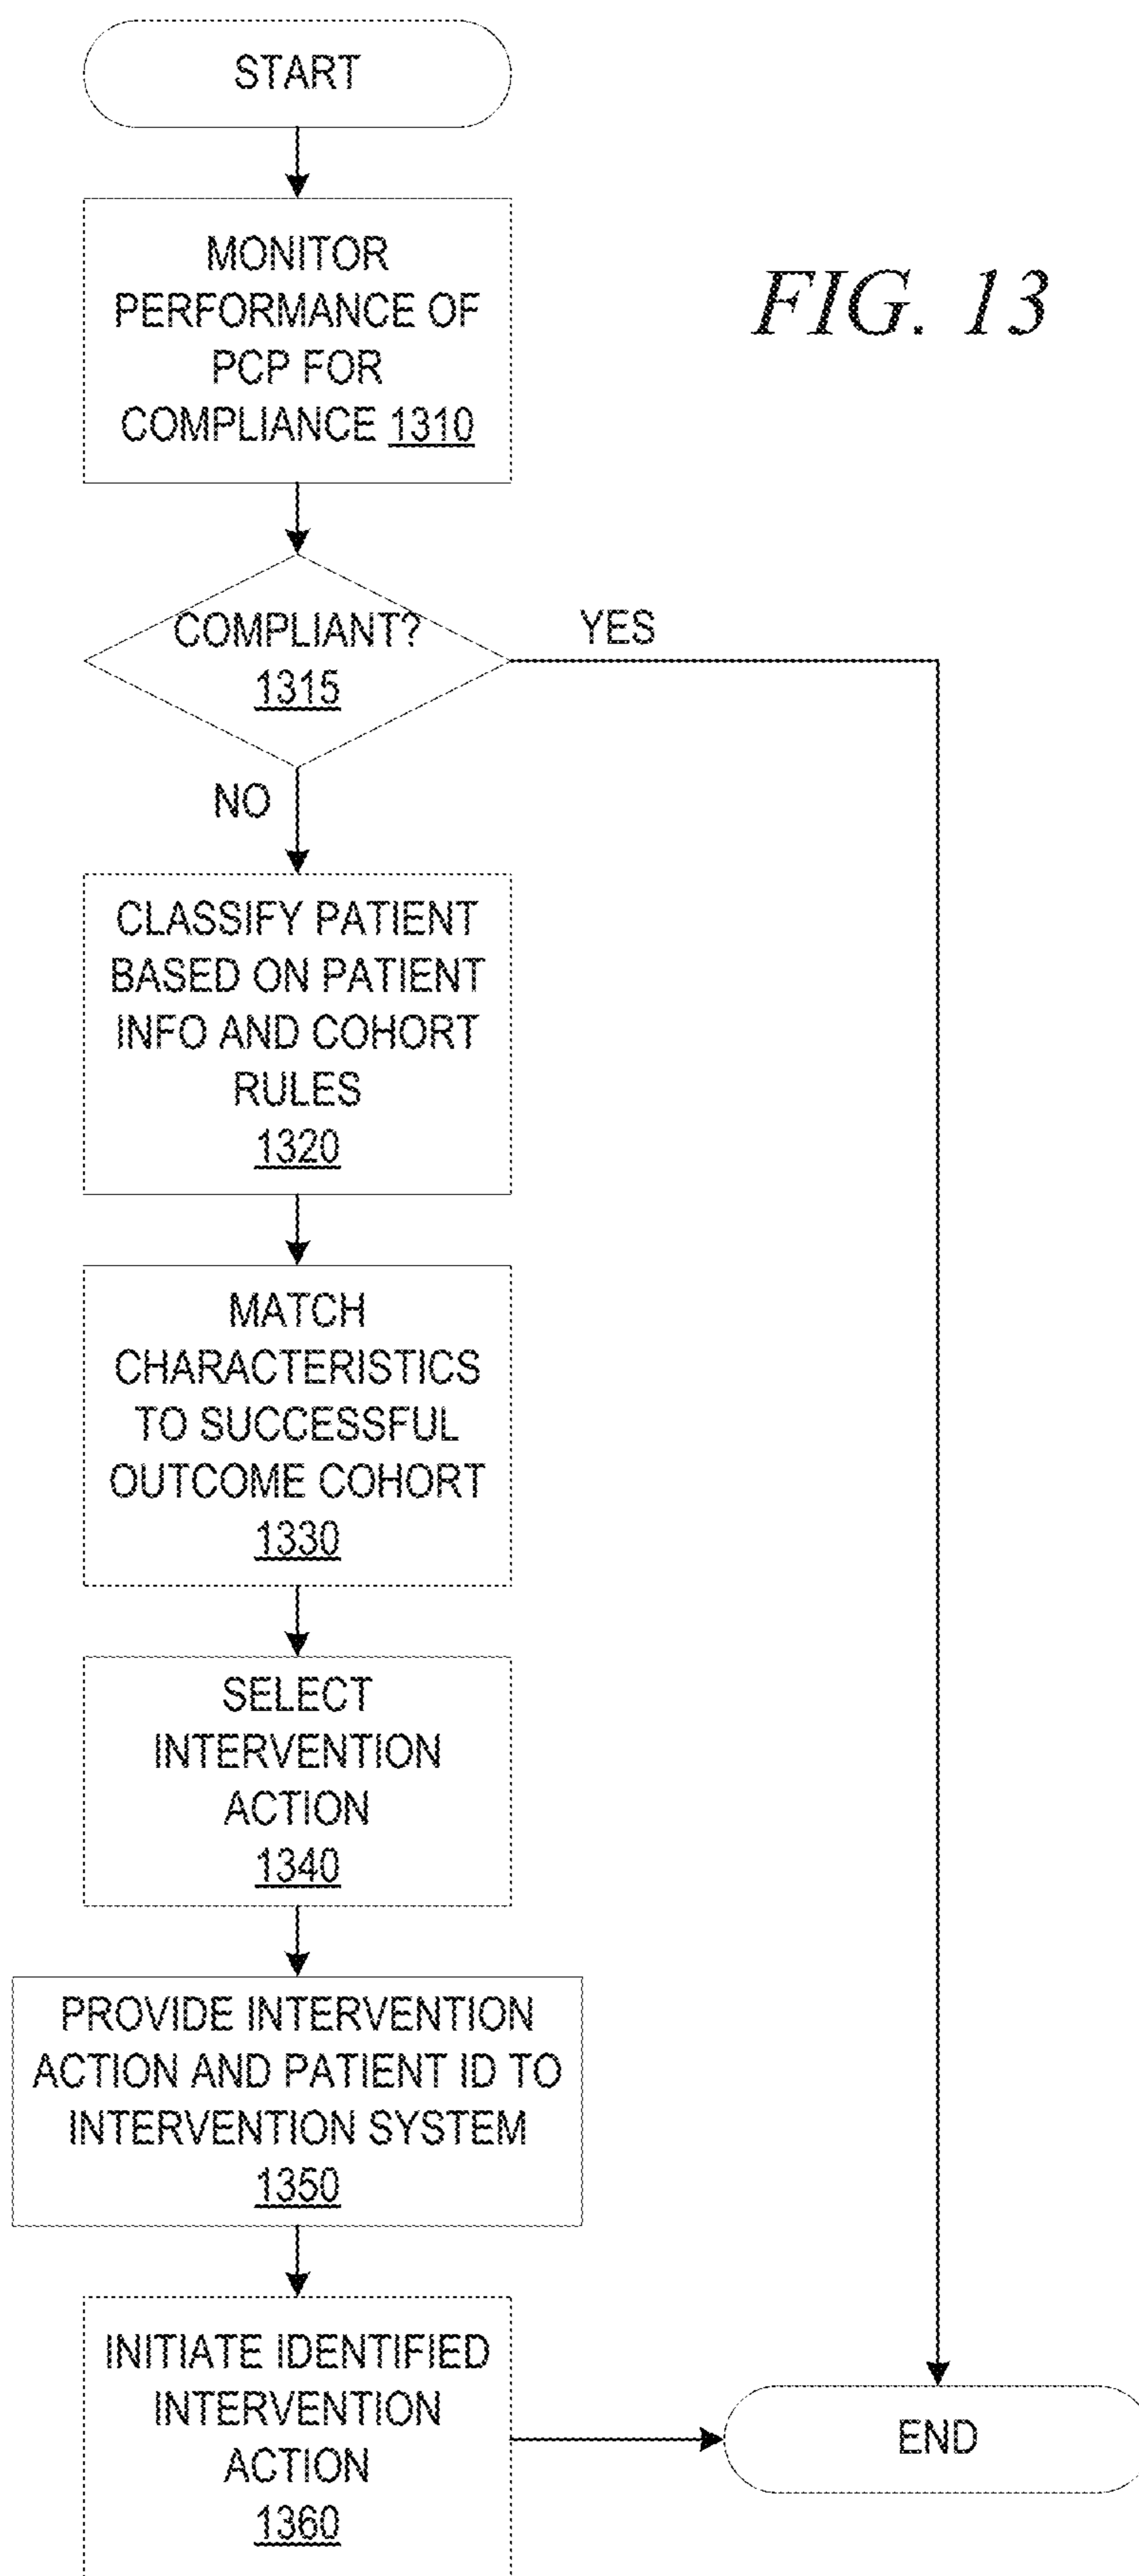 START
MONITOR
PERFORMANCE OF
PCP FOR
COMPLIANCE 1310
FIG. 13
COMPLIANT?
1315
YES
NO
CLASSIFY PATIENT
BASED ON PATIENT
INFO AND COHORT
RULES
1320
MATCH
CHARACTERISTICS
TO SUCCESSFUL
OUTCOME COHORT
1330
SELECT
INTERVENTION
ACTION
1340
PROVIDE INTERVENTION
ACTION AND PATIENT ID TO
INTERVENTION SYSTEM
1350
INITIATE IDENTIFIED
INTERVENTION
ACTION
1360
END